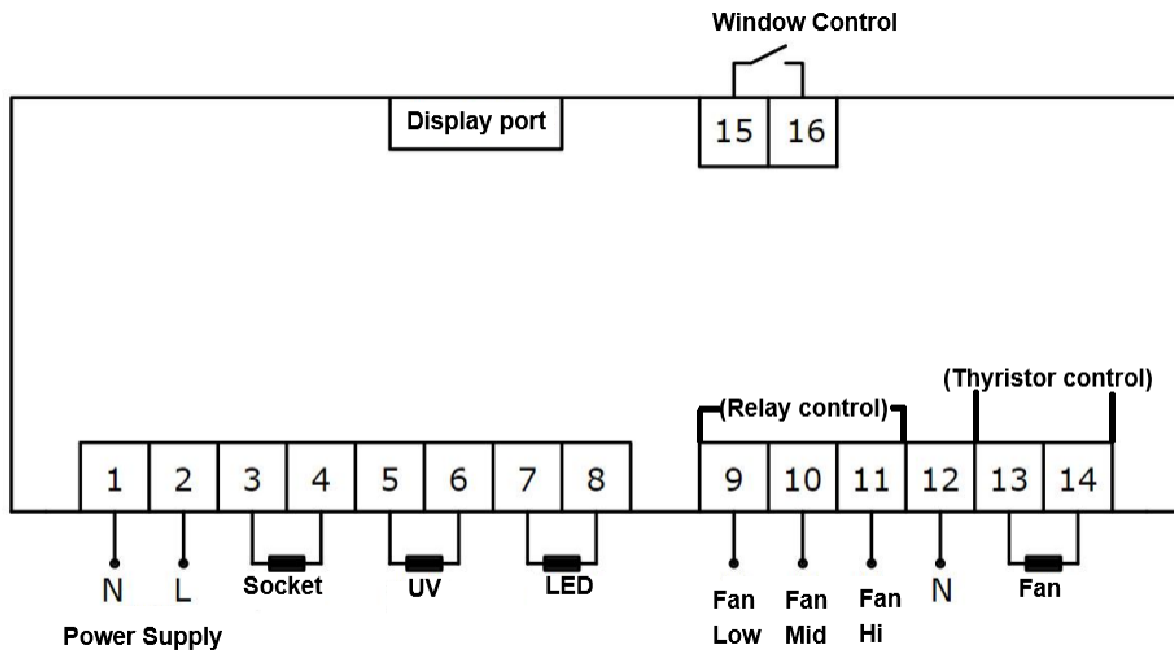 Window Control
Display port
15 16
(Thyristor control)
(Relay control)
1 2 3 4 5 6 7 8 9 10 11 12 13 14
N L Socket UV LED Fan Fan Fan N Fan
Low Mid Hi
Power Supply